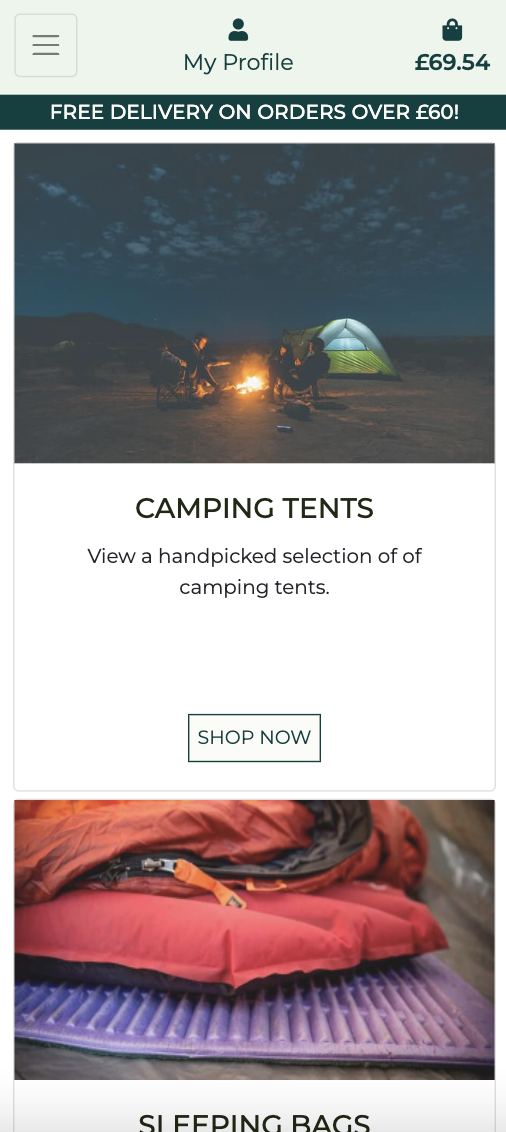 My Profile
£69.54
FREE DELIVERY ON ORDERS OVER £60!
CAMPING TENTS
View a handpicked selection of of
camping tents.
SHOP NOW
SLEEPING BAGS